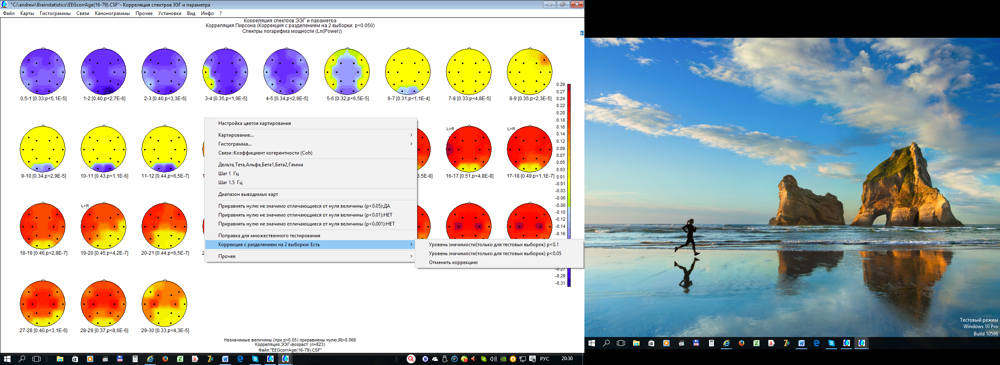 "C:\andrew\Brainstatistics\EEGcorrAge(16-79).CSF"- Корреляция спектров ЭЭГ и параметра
Файл Карты Гистограммы Связи Канонограммы Прочее Установки Вид Инфо ?
Корреляция спектров ЭЭГ и параметра
Корреляция Пирсона (Коррекция с разделением на 2 выборки: p<0.050)
Спектры логарифма мощности (Ln(Power))
0,5-1 [0.33,p<5,1E-5] 1-2 [0.40,p<2,7E-6] 2-3 [0.40,p<3,3E-6] 3-4 [0.35,p<1,9E-5] 4-5 [0.34,p<2,9E-5] 5-6 [0.32,p<6,5E-5] 6-7 [0.31,p<1,1E-4] 7-8 [0.33,p<4,8E-5] 8-9 [0.35,p<2,3E-5]
L>R L>R
9-10 [0.34,p<2,9E-5] 10-11 [0.43,p<1,1E-6] 11-12 [0.44,p<6,5E-7] 1 3,5E-8] 16-17 [0.51,p<4,8E-8] 17-18 [0.49,p<1,1E-7]
L>R
18-19 [0.46,p<2,8E-7] 19-20 [0.45,p<4,2E-7] 20-21 [0.44,p<6,5E-7] 2
27-28 [0.40,p<3,1E-6] 28-29 [0.37,p<8,6E-6] 29-30 [0.33,p<4,3E-5]
0.29
0.27
0.24
0.22
0.20
0.18
0.16
0.14
0.12
0.09
0.07
0.05
0.03
0.01
-0.01
-0.03
-0.06
-0.08
-0.10
-0.12
-0.14
-0.16
-0.27
-0.29
-0.31
Настройка цветов картирования
Картирование...
Гистограмма...
Связи :Коэффициент когерентности (Coh)
Дельта,Тета,Альфа,Бета1,Бета2,Гамма
Шаг 1 Гц
Шаг 1.5 Гц
Диапазон выводимых карт
Приравнять нулю не значимо отличающиеся от нуля величины (p<0.05):ДА
Приравнять нулю не значимо отличающиеся от нуля величины (p<0.01):НЕТ
Приравнять нулю не значимо отличающиеся от нуля величины (p<0.001):НЕТ
Поправка для множественного тестирования
Коррекция с разделением на 2 выборки: Есть
Прочее
Уровень значимости(только для тестовых выборок) p<0.1
Уровень значимости(только для тестовых выборок) p<0.05
Отменить коррекцию
Незначимые величины (при p>0.05) приравнены нулю.|R|>0.068
Корреляция ЭЭГ-возраст (n=823)
Файл:"EEGcorrAge(16-79).CSF"
РУС 20:30
Тестовый режим
Windows 10 Pro
Build 10586